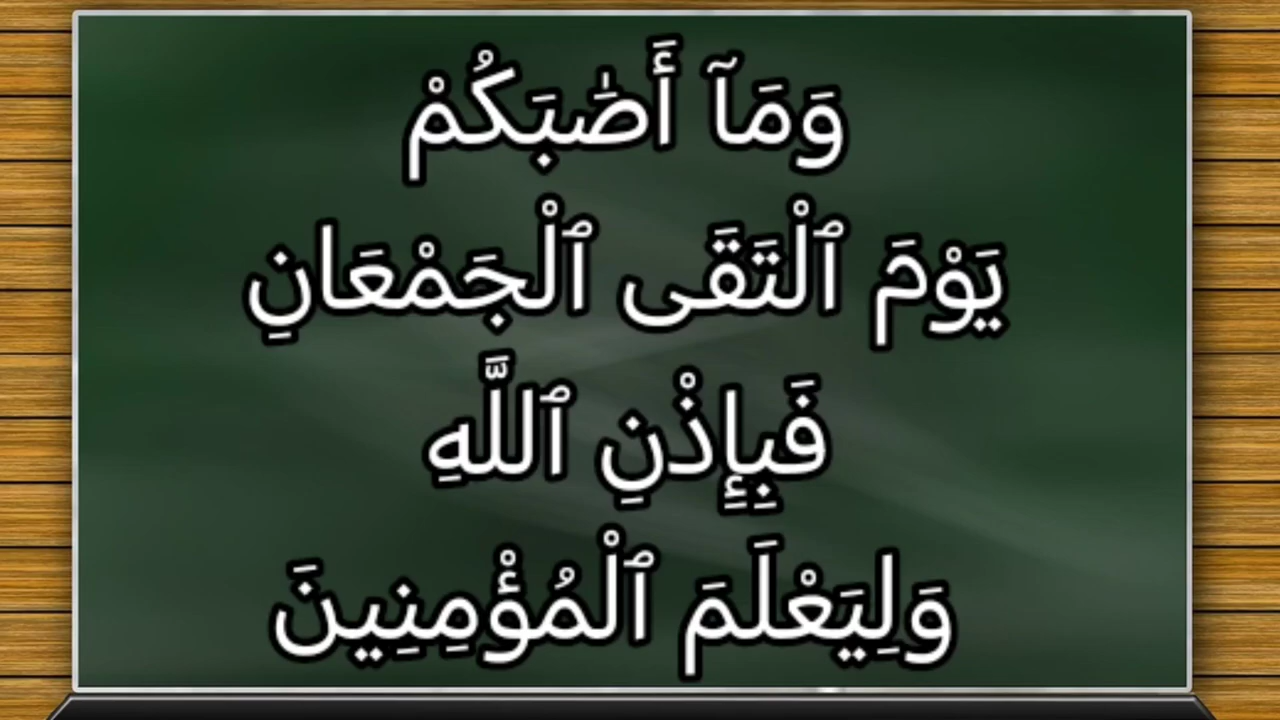 وَمَآ أَصَٰبَكُمْ
يَوْمَ ٱلْتَقَى ٱلْجَمْعَانِ
فَبِإِذْنِ ٱللَّهِ
وَلِيَعْلَمَ ٱلْمُؤْمِنِينَ